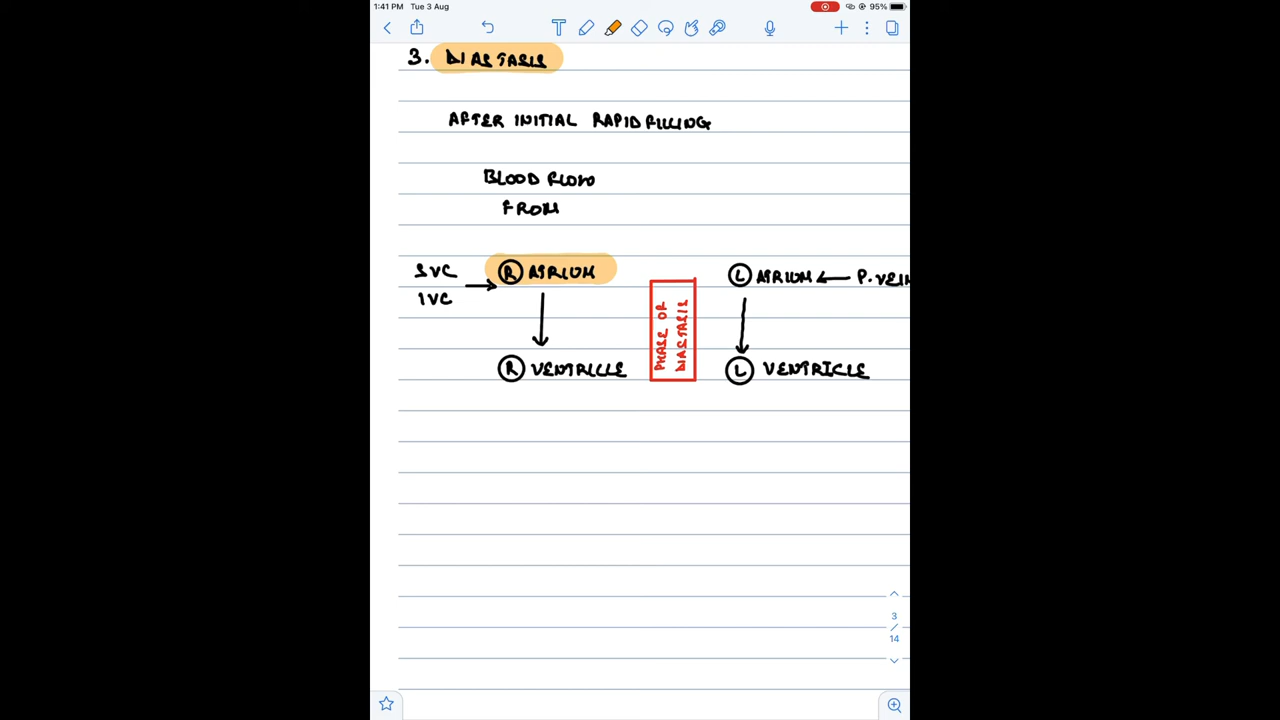 1:41 PM Tue 3 Aug 95%
3. DIASTASIS
AFTER INITIAL RAPID FILLING
BLOOD FLOW
FROM
SVC
IVC
R ATRIUM
R VENTRICLE
PHASE OF
DIASTASIS
L ATRIUM ← P. VEIN
L VENTRICLE
3
/
14